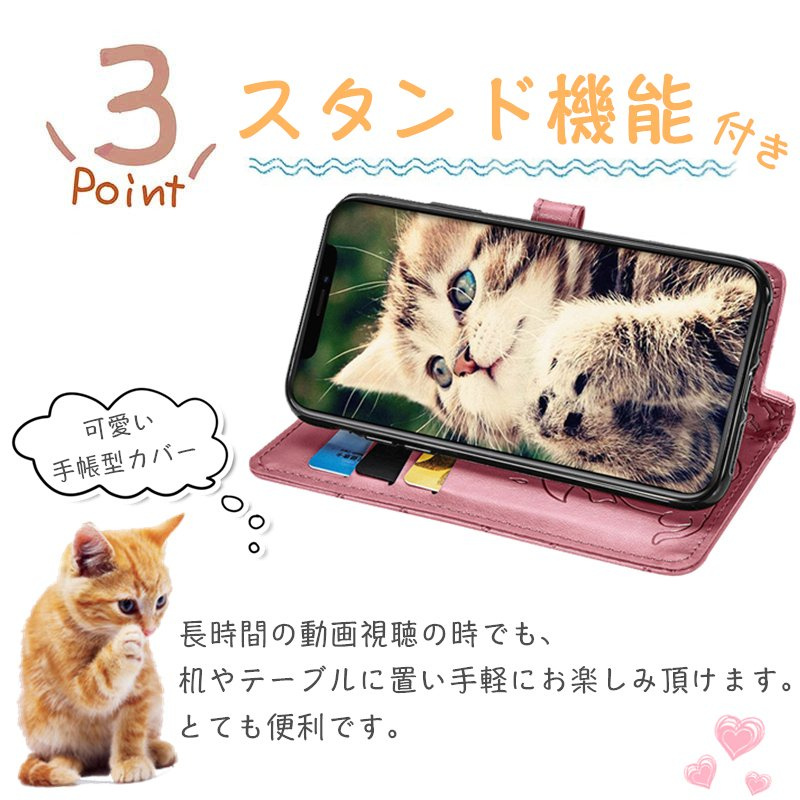 3
Point
スタンド機能 付き
可愛い
手帳型カバー
長時間の動画視聴の時でも、
机やテーブルに置い手軽にお楽しみ頂けます。
とても便利です。